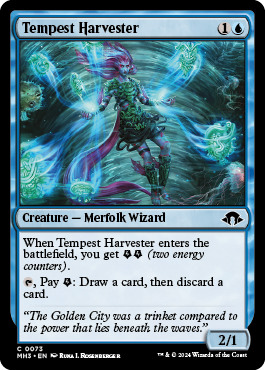 Tempest Harvester 1
Creature — Merfolk Wizard
When Tempest Harvester enters the
battlefield, you get (two energy
counters).
, Pay : Draw a card, then discard a
card.
"The Golden City was a trinket compared to
the power that lies beneath the waves."
2/1
C 0073
MH3 • EN Runa I. Rosenberger
™ & © 2024 Wizards of the Coast